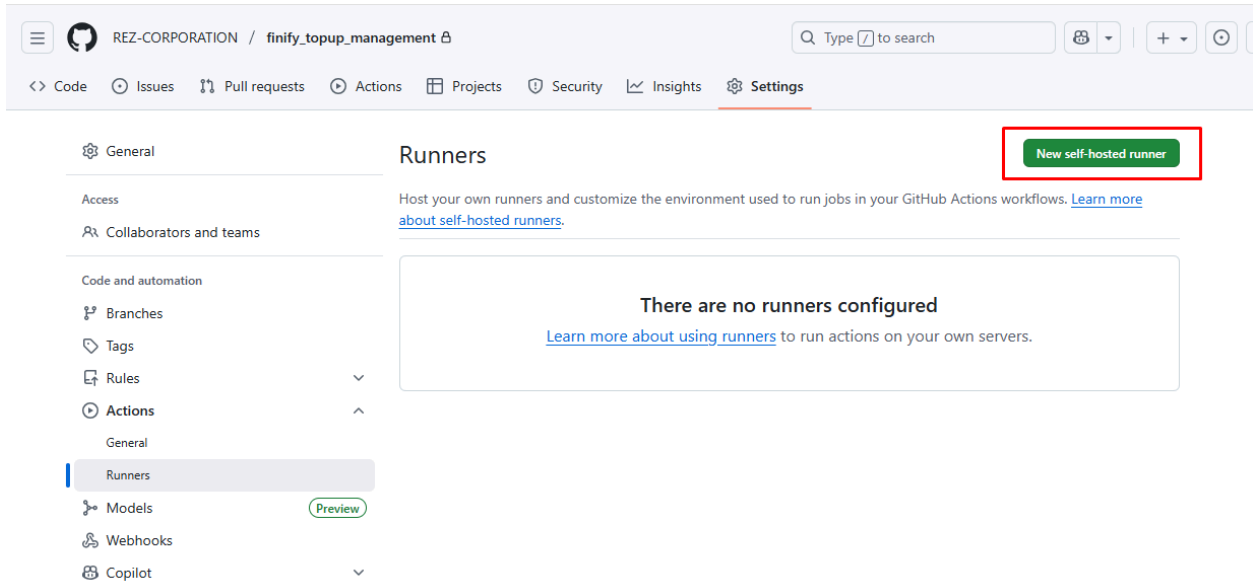 REZ-CORPORATION / finify_topup_management
Type / to search
Code
Issues
Pull requests
Actions
Projects
Security
Insights
Settings
General
Access
Collaborators and teams
Code and automation
Branches
Tags
Rules
Actions
General
Runners
Models
Preview
Webhooks
Copilot
Runners
New self-hosted runner
Host your own runners and customize the environment used to run jobs in your GitHub Actions workflows. Learn more
about self-hosted runners.
There are no runners configured
Learn more about using runners to run actions on your own servers.